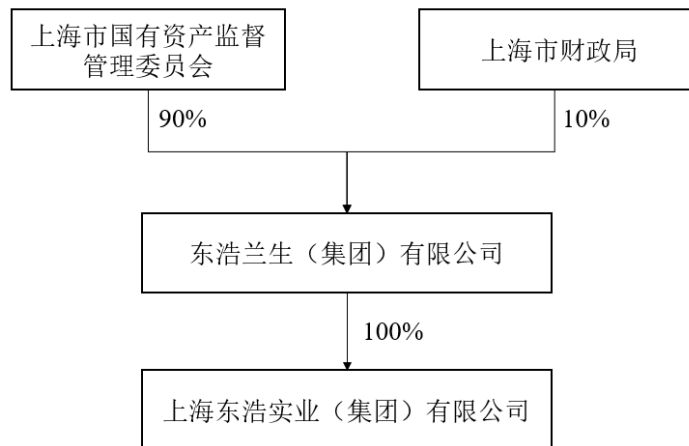 上海市国有资产监督
管理委员会
上海市财政局
90%
10%
东浩兰生（集团）有限公司
100%
上海东浩实业（集团）有限公司